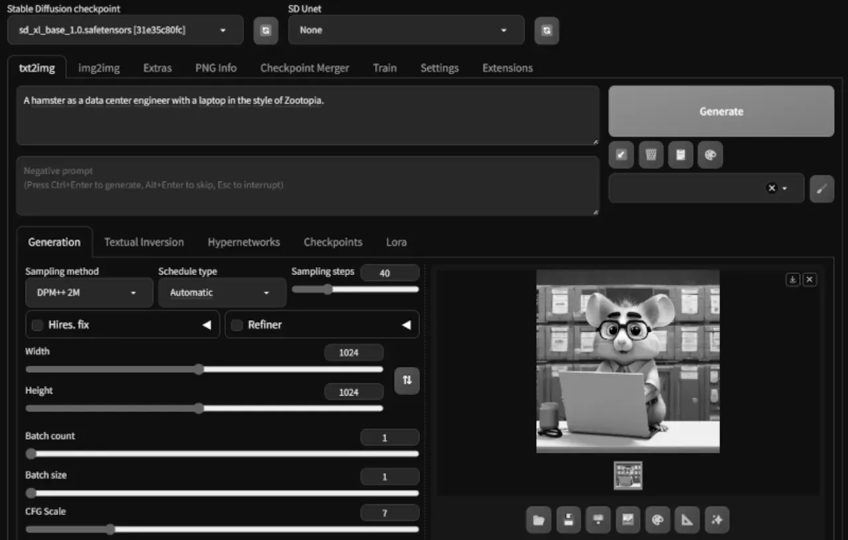 Stable Diffusion checkpoint
SD Unet
sd_xl_base_1.0.safetensors [31e35c80fc]
None
txt2img
img2img
Extras
PNG Info
Checkpoint Merger
Train
Settings
Extensions
A hamster as a data center engineer with a laptop in the style of Zootopia.
Generate
Negative prompt
(Press Ctrl+Enter to generate, Alt+Enter to skip, Esc to interrupt)
Generation
Textual Inversion
Hypernetworks
Checkpoints
Lora
Sampling method
Schedule type
Sampling steps
40
DPM++ 2M
Automatic
Hires. fix
Refiner
Width
1024
Height
1024
Batch count
1
Batch size
1
CFG Scale
7